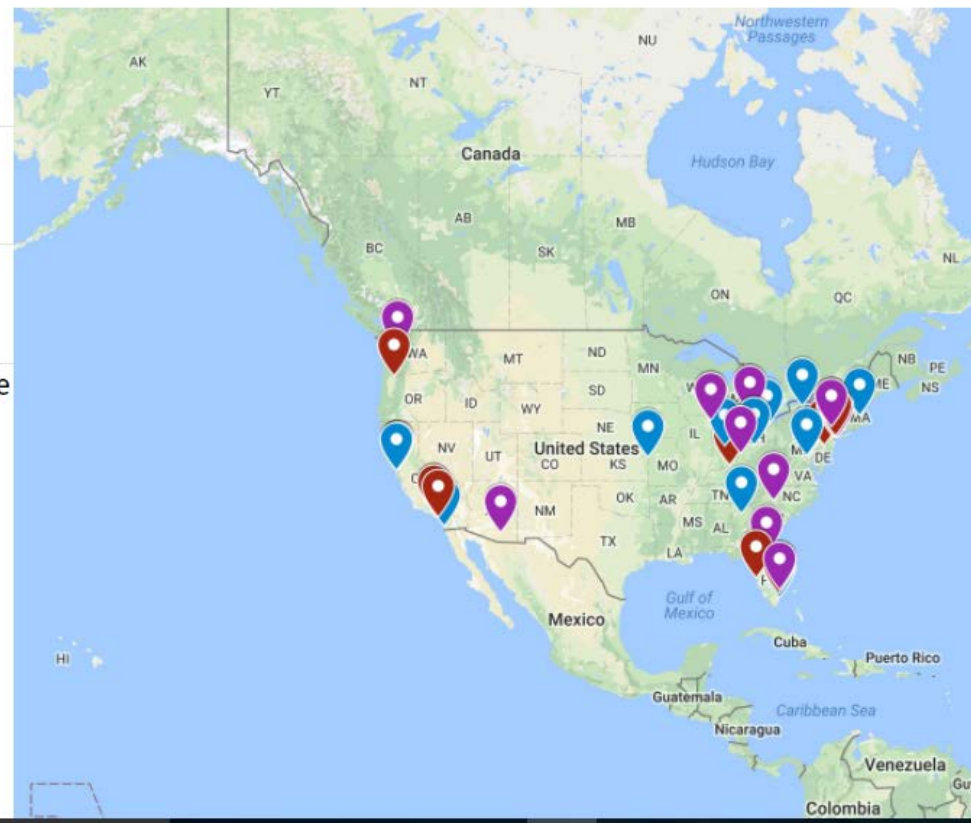 Northwestern
Passages
NU
AK
NT
YT
Canada
Hudson Bay
AB
MB
BC
SK
NL
ON
QC
NB
PE
WA
MT
ND
MN
ME
NS
e
OR
ID
SD
WY
MA
NE
IL
NV
United States
UT
CO
KS
MO
DE
VA
OK
AR
TN
NC
NM
MS
AL
TX
LA
Gulf of
Mexico
Mexico
Cuba
HI
Puerto Rico
Guatemala
Caribbean Sea
Nicaragua
Venezuela
Gu
Colombia